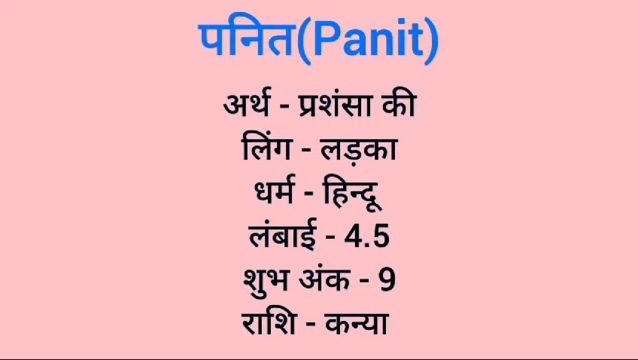 पनित(Panit)
अर्थ - प्रशंसा की
लिंग - लड़का
धर्म - हिन्दू
लंबाई - 4.5
शुभ अंक - 9
राशि - कन्या